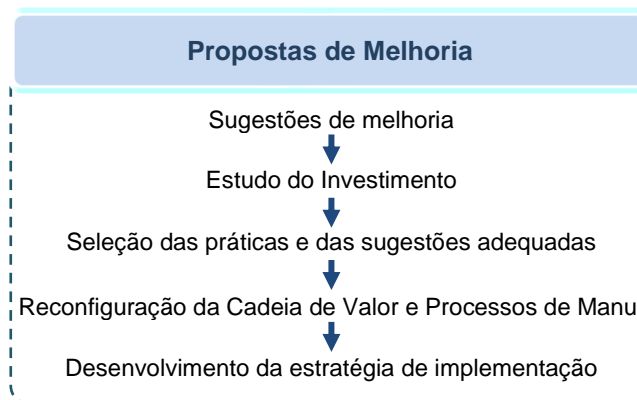 Propostas de Melhoria
Sugestões de melhoria
Estudo do Investimento
Seleção das práticas e das sugestões adequadas
Reconfiguração da Cadeia de Valor e Processos de Manu
Desenvolvimento da estratégia de implementação